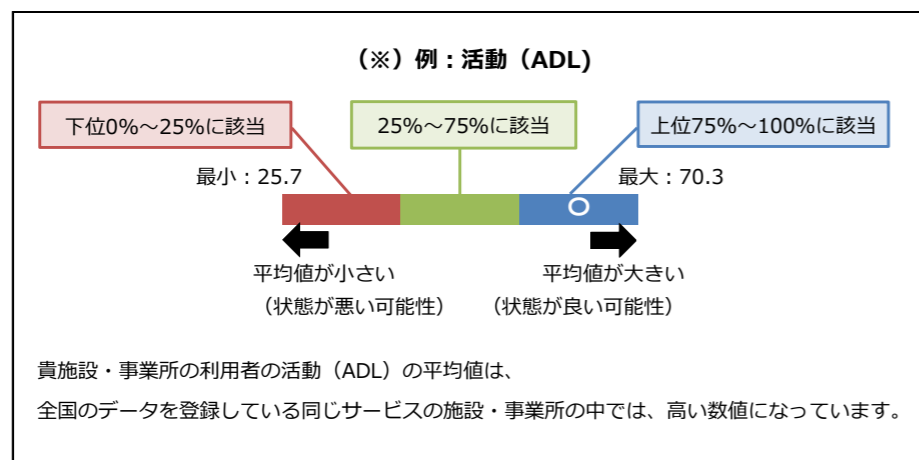 （※）例：活動（ADL)
下位0%～25%に該当
25%～75%に該当
上位75%～100%に該当
最小：25.7
最大：70.3
平均値が小さい
（状態が悪い可能性）
平均値が大きい
（状態が良い可能性）
貴施設・事業所の利用者の活動（ADL）の平均値は、
全国のデータを登録している同じサービスの施設・事業所の中では、高い数値になっています。